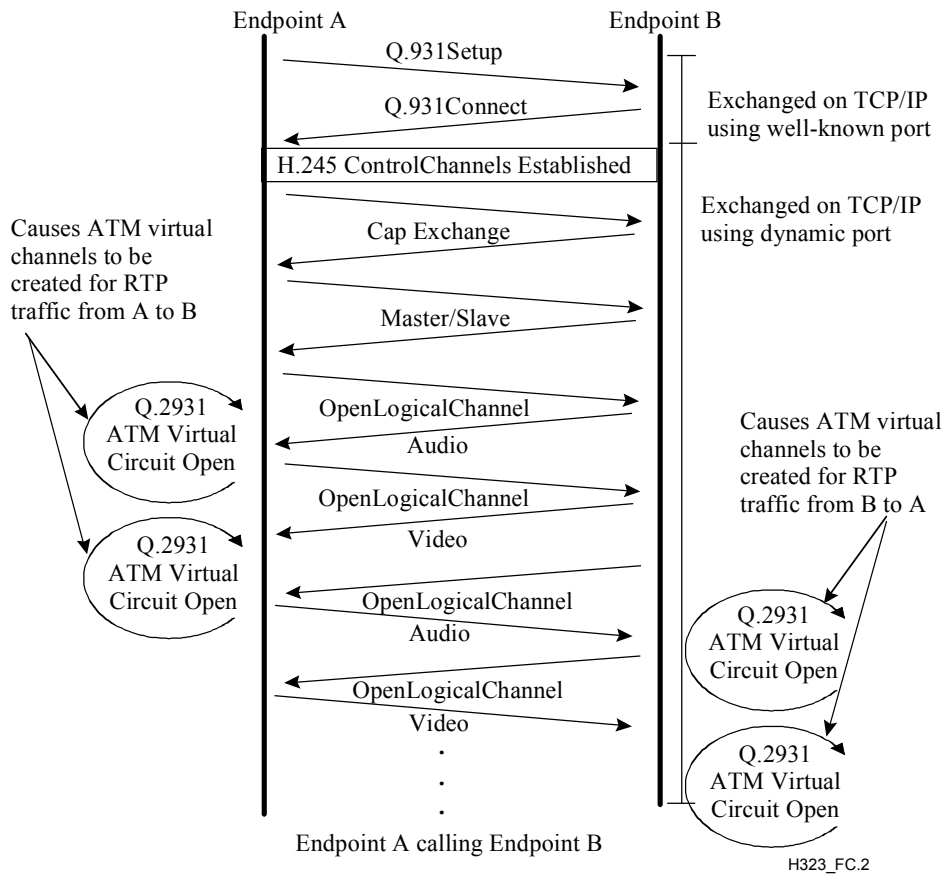 Endpoint A
Endpoint B
Q.931Setup
Q.931Connect
Exchanged on TCP/IP
using well-known port
H.245 ControlChannels Established
Exchanged on TCP/IP
using dynamic port
Cap Exchange
Causes ATM virtual
channels to be
created for RTP
traffic from A to B
Master/Slave
Q.2931
ATM Virtual
Circuit Open
OpenLogicalChannel
Audio
Causes ATM virtual
channels to be
created for RTP
traffic from B to A
OpenLogicalChannel
Video
Q.2931
ATM Virtual
Circuit Open
OpenLogicalChannel
Audio
Q.2931
ATM Virtual
Circuit Open
OpenLogicalChannel
Video
Q.2931
ATM Virtual
Circuit Open
Endpoint A calling Endpoint B
H323_FC.2